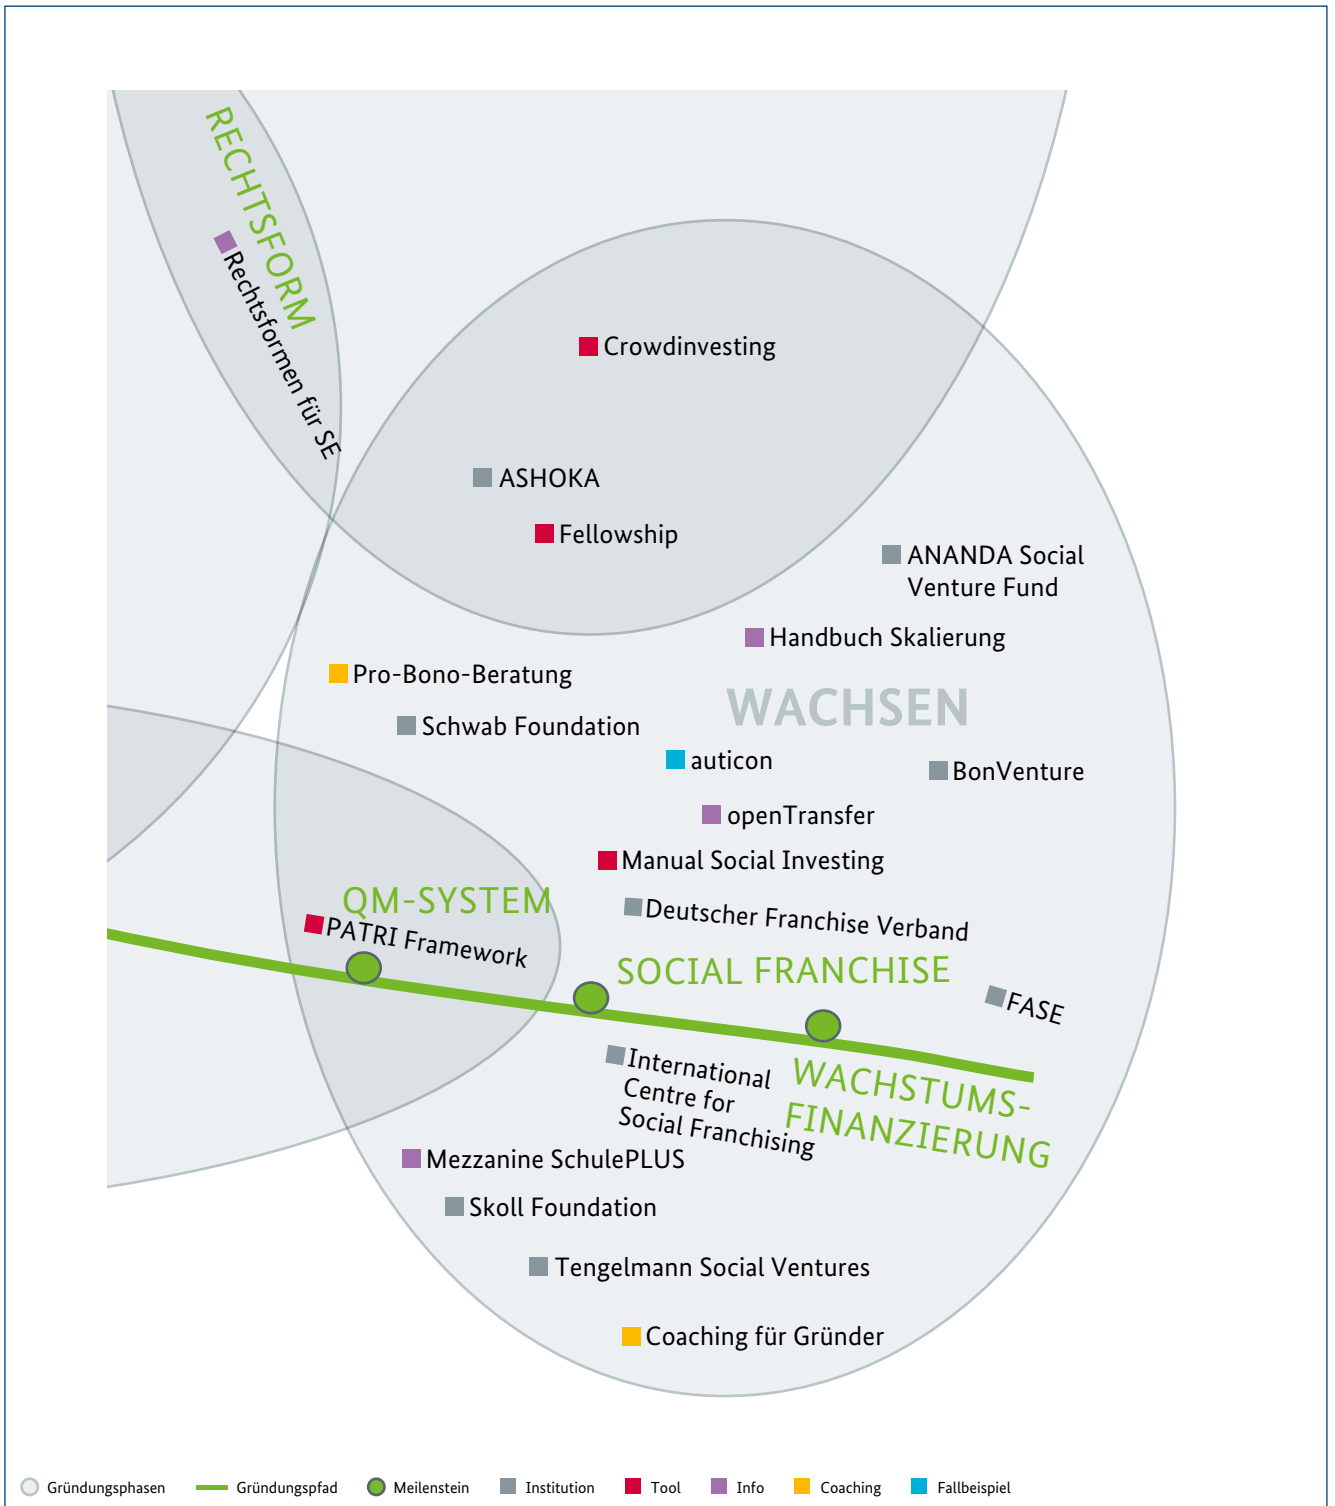 RECHTSFORM
Rechtsformen für SE
Crowdinvesting
ASHOKA
Fellowship
ANANDA Social
Venture Fund
Handbuch Skalierung
Pro-Bono-Beratung
WACHSEN
Schwab Foundation
auticon
BonVenture
openTransfer
Manual Social Investing
QM-SYSTEM
PATRI Framework
Deutscher Franchise Verband
SOCIAL FRANCHISE
FASE
International
Centre for
Social Franchising
WACHSTUMS-
FINANZIERUNG
Mezzanine SchulePLUS
Skoll Foundation
Tengelmann Social Ventures
Coaching für Gründer
Gründungsphasen Gründungspfad Meilenstein Institution Tool Info Coaching Fallbeispiel